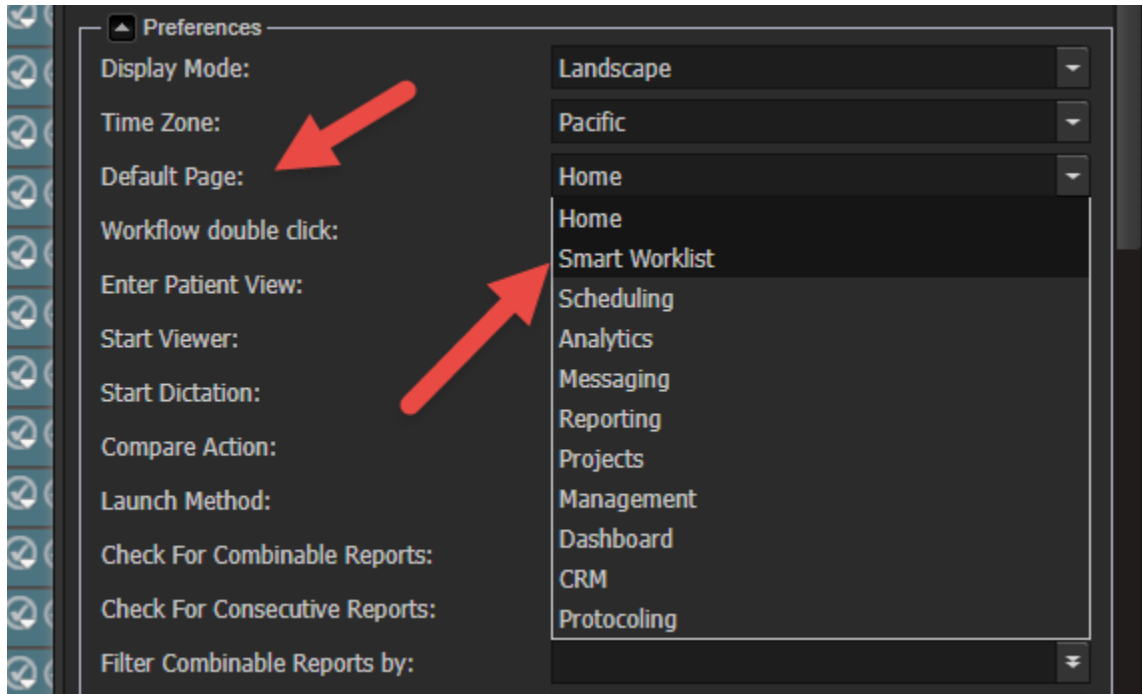 Preferences
Display Mode: Landscape
Time Zone: Pacific
Default Page: Home
Home
Workflow double click:
Smart Worklist
Enter Patient View:
Scheduling
Start Viewer:
Analytics
Messaging
Start Dictation:
Reporting
Compare Action:
Projects
Launch Method:
Management
Dashboard
Check For Combinable Reports:
CRM
Check For Consecutive Reports:
Protocoling
Filter Combinable Reports by: